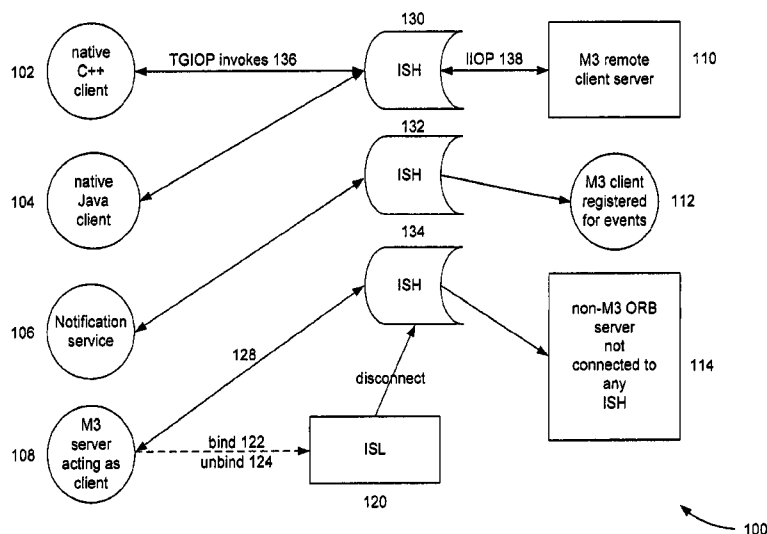 130
102
native
C++
client
TGIOP invokes 136
ISH
IIOP 138
M3 remote
client server
110
132
104
native
Java
client
ISH
M3 client
registered
for events
112
134
106
Notification
service
ISH
non-M3 ORB
server
not
connected to
any
ISH
114
128
disconnect
108
M3
server
acting as
client
bind 122
unbind 124
ISL
120
100